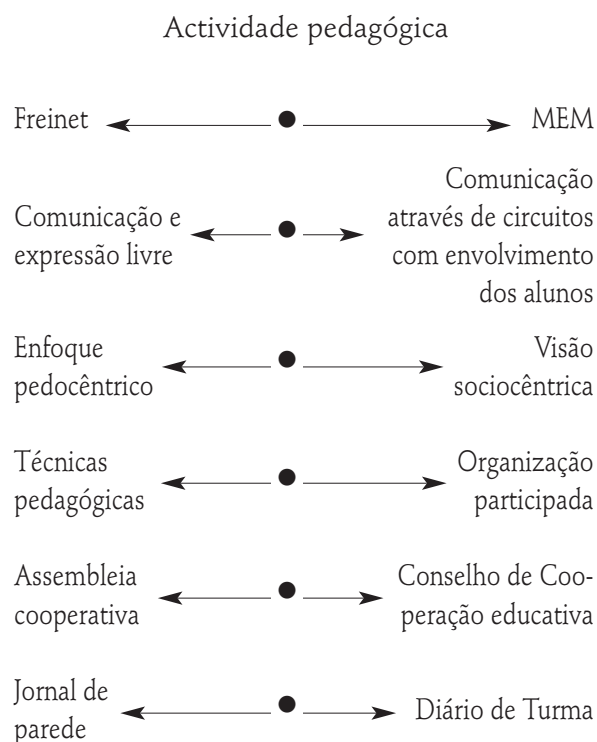 Actividade pedagógica
Freinet MEM
Comunicação e
expressão livre
Comunicação
através de circuitos
com envolvimento
dos alunos
Enfoque
pedocêntrico
Visão
sociocêntrica
Técnicas
pedagógicas
Organização
participada
Assembleia
cooperativa
Conselho de Coo-
peração educativa
Jornal de
parede
Diário de Turma